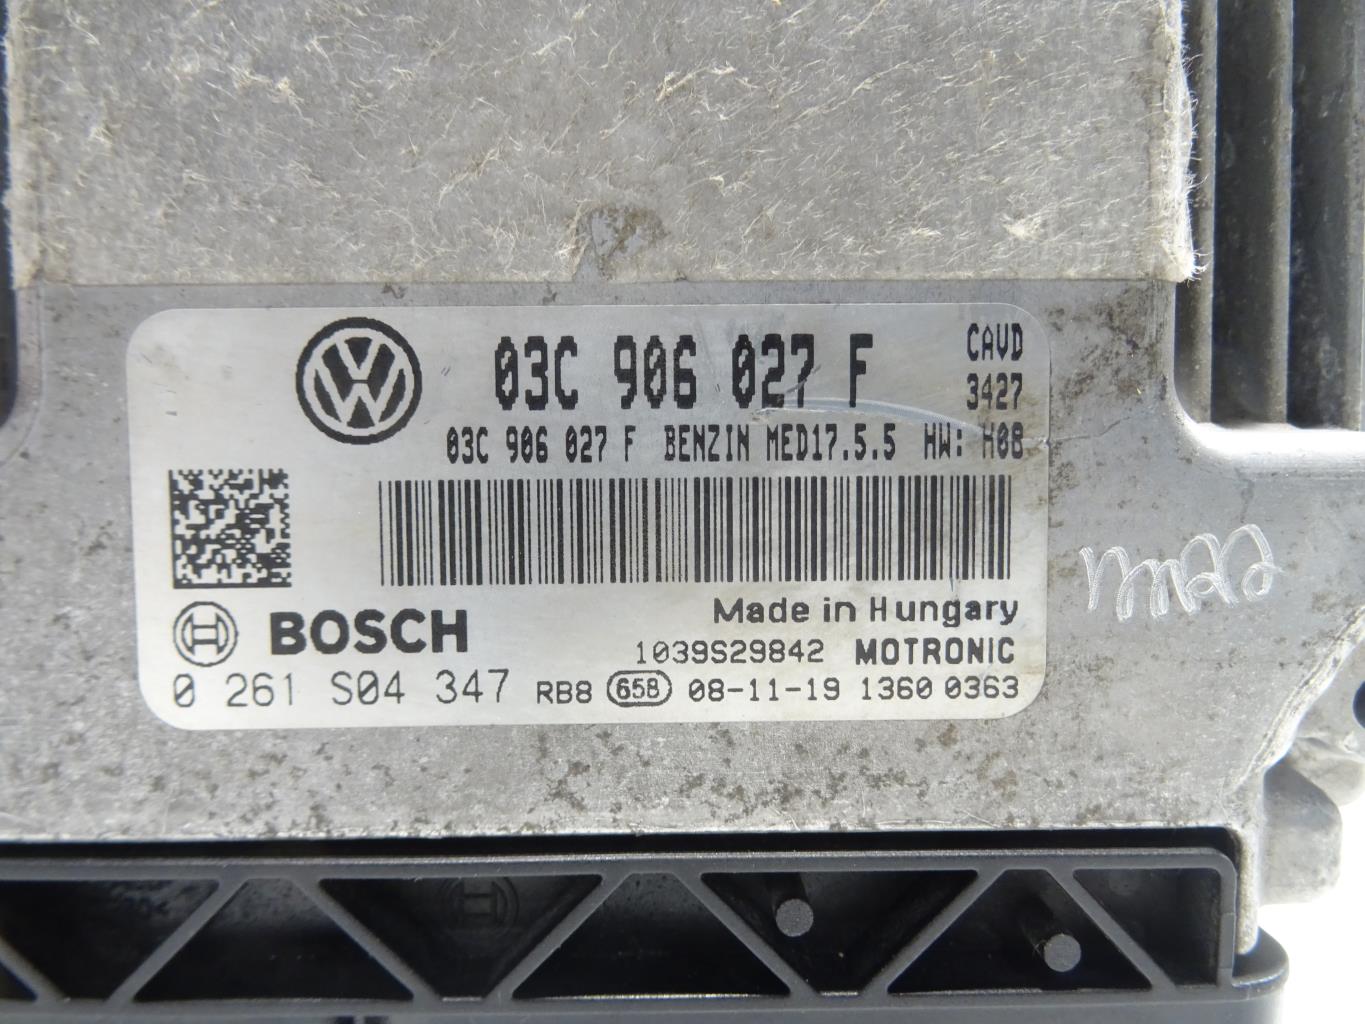 03C 906 027 F CAVD
3427
03C 906 027 F BENZIN MED17.5.5 HW: H08
BOSCH
Made in Hungary
1039S29842 MOTRONIC
0 261 S04 347 RB8 65B 08-11-19 1360 0363